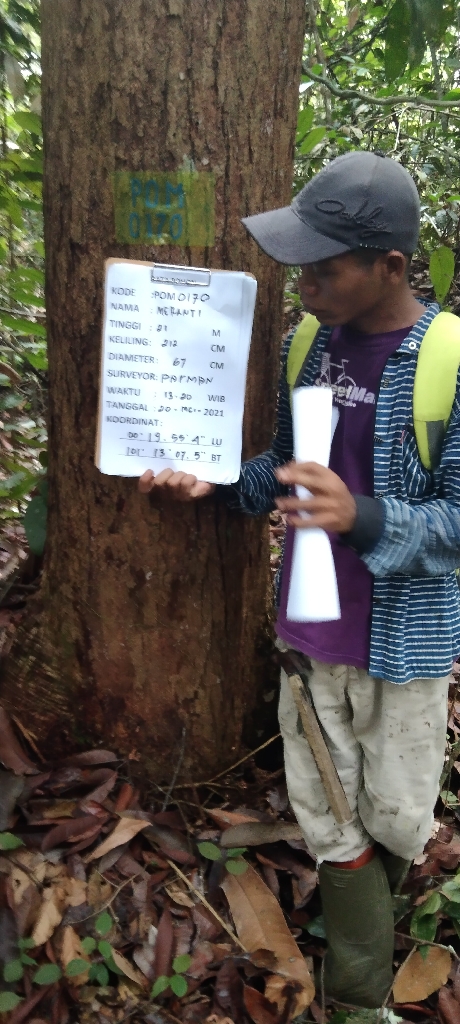 POM
0170
KODE : POM 0170
NAMA : MERANTI
TINGGI : 21 M
KELILING : 212 CM
DIAMETER : 67 CM
SURVEYOR : PARMAN
WAKTU : 13.20 WIB
TANGGAL : 20 - MEI - 2021
KOORDINAT :
00° 19. 55' 4" LU
101° 13' 07. 5" BT
Oakley